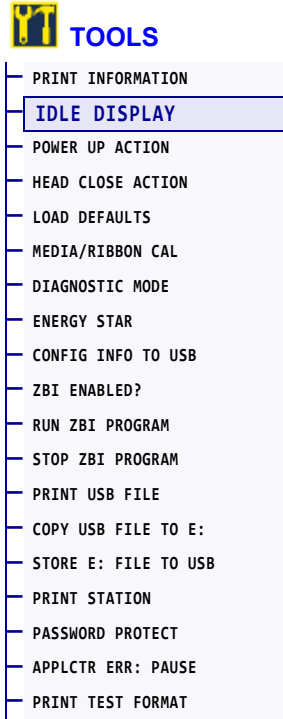 TOOLS
PRINT INFORMATION
IDLE DISPLAY
POWER UP ACTION
HEAD CLOSE ACTION
LOAD DEFAULTS
MEDIA/RIBBON CAL
DIAGNOSTIC MODE
ENERGY STAR
CONFIG INFO TO USB
ZBI ENABLED?
RUN ZBI PROGRAM
STOP ZBI PROGRAM
PRINT USB FILE
COPY USB FILE TO E:
STORE E: FILE TO USB
PRINT STATION
PASSWORD PROTECT
APPLCTR ERR: PAUSE
PRINT TEST FORMAT